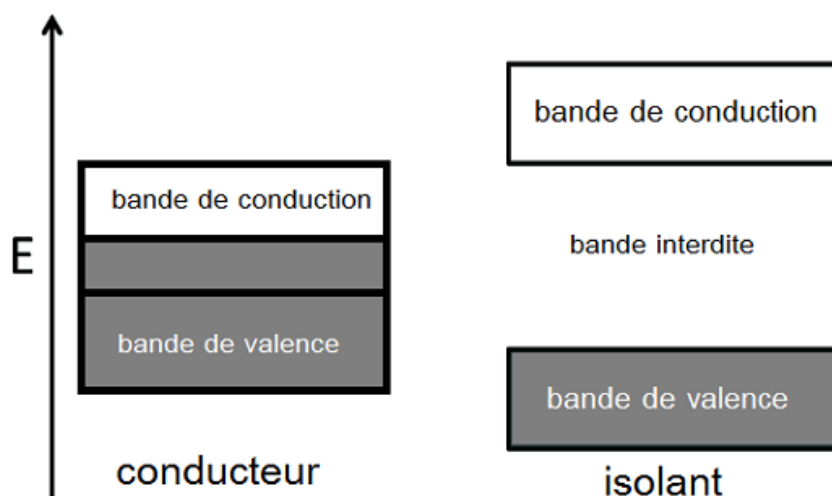 E
bande de conduction
bande de valence
conducteur
bande de conduction
bande interdite
bande de valence
isolant